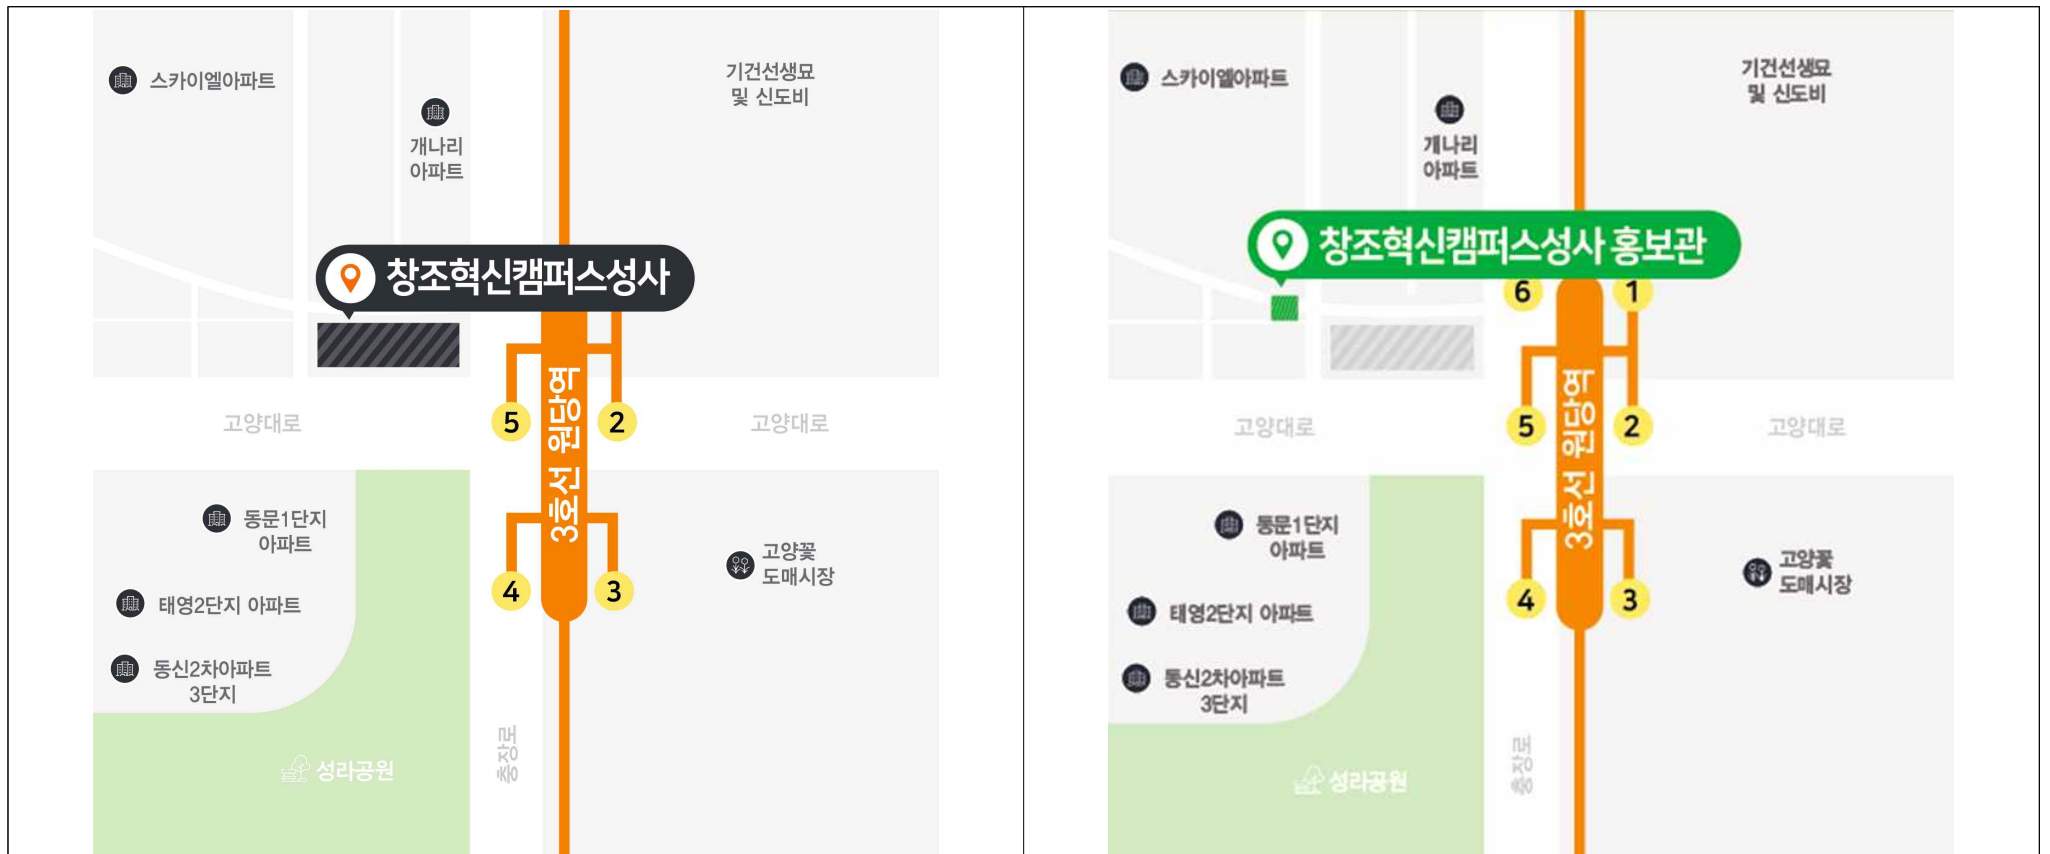 스카이엘아파트
기건선생묘
및 신도비
개나리
아파트
창조혁신캠퍼스성사
5
2
3호선 원당역
고양대로
고양대로
동문1단지
아파트
4
3
고양꽃
도매시장
태영2단지 아파트
동신2차아파트
3단지
충장로
성라공원
스카이엘아파트
기건선생묘
및 신도비
개나리
아파트
창조혁신캠퍼스성사 홍보관
6
1
5
2
3호선 원당역
고양대로
고양대로
동문1단지
아파트
4
3
고양꽃
도매시장
태영2단지 아파트
동신2차아파트
3단지
충장로
성라공원